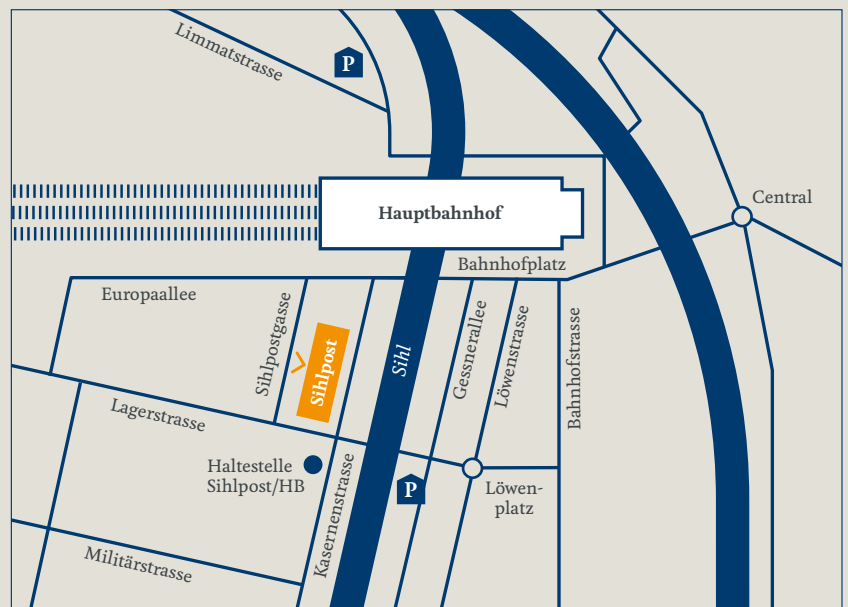 Limmatstrasse
P
Central
Hauptbahnhof
Bahnhofplatz
Europaallee
Sihlpostgasse
Sihlpost
Sihl
Gessnerallee
Löwenstrasse
Bahnhofstrasse
Lagerstrasse
Haltestelle
Sihlpost/HB
Kasernenstrasse
P
Löwen-
platz
Militärstrasse